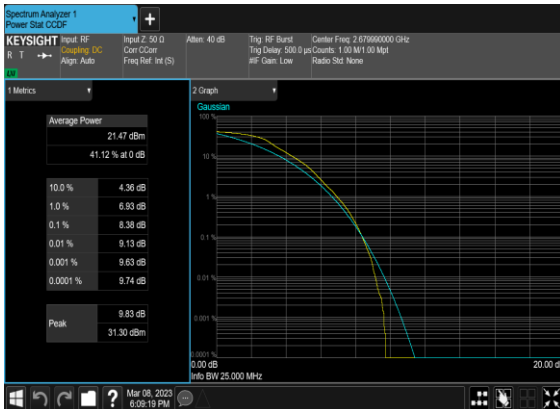 Spectrum Analyzer 1
Power Stat CCDF
KEYSIGHT
R T
LXI
Input: RF
Coupling: DC
Align: Auto
Input Z: 50 Ω
Corr CCorr
Freq Ref: Int (S)
Atten: 40 dB
Trig: RF Burst
Trig Delay: 500.0 µs
#IF Gain: Low
Center Freq: 2.679990000 GHz
Counts: 1.00 M/1.00 Mpt
Radio Std: None
1 Metrics
Average Power
21.47 dBm
41.12 % at 0 dB
10.0 % 4.36 dB
1.0 % 6.93 dB
0.1 % 8.38 dB
0.01 % 9.13 dB
0.001 % 9.63 dB
0.0001 % 9.74 dB
Peak
9.83 dB
31.30 dBm
2 Graph
Gaussian
100 %
10 %
1 %
0.1 %
0.01 %
0.001 %
0.0001 %
0.00 dB
20.00 d
Info BW 25.000 MHz
?
Mar 08, 2023
6:09:19 PM